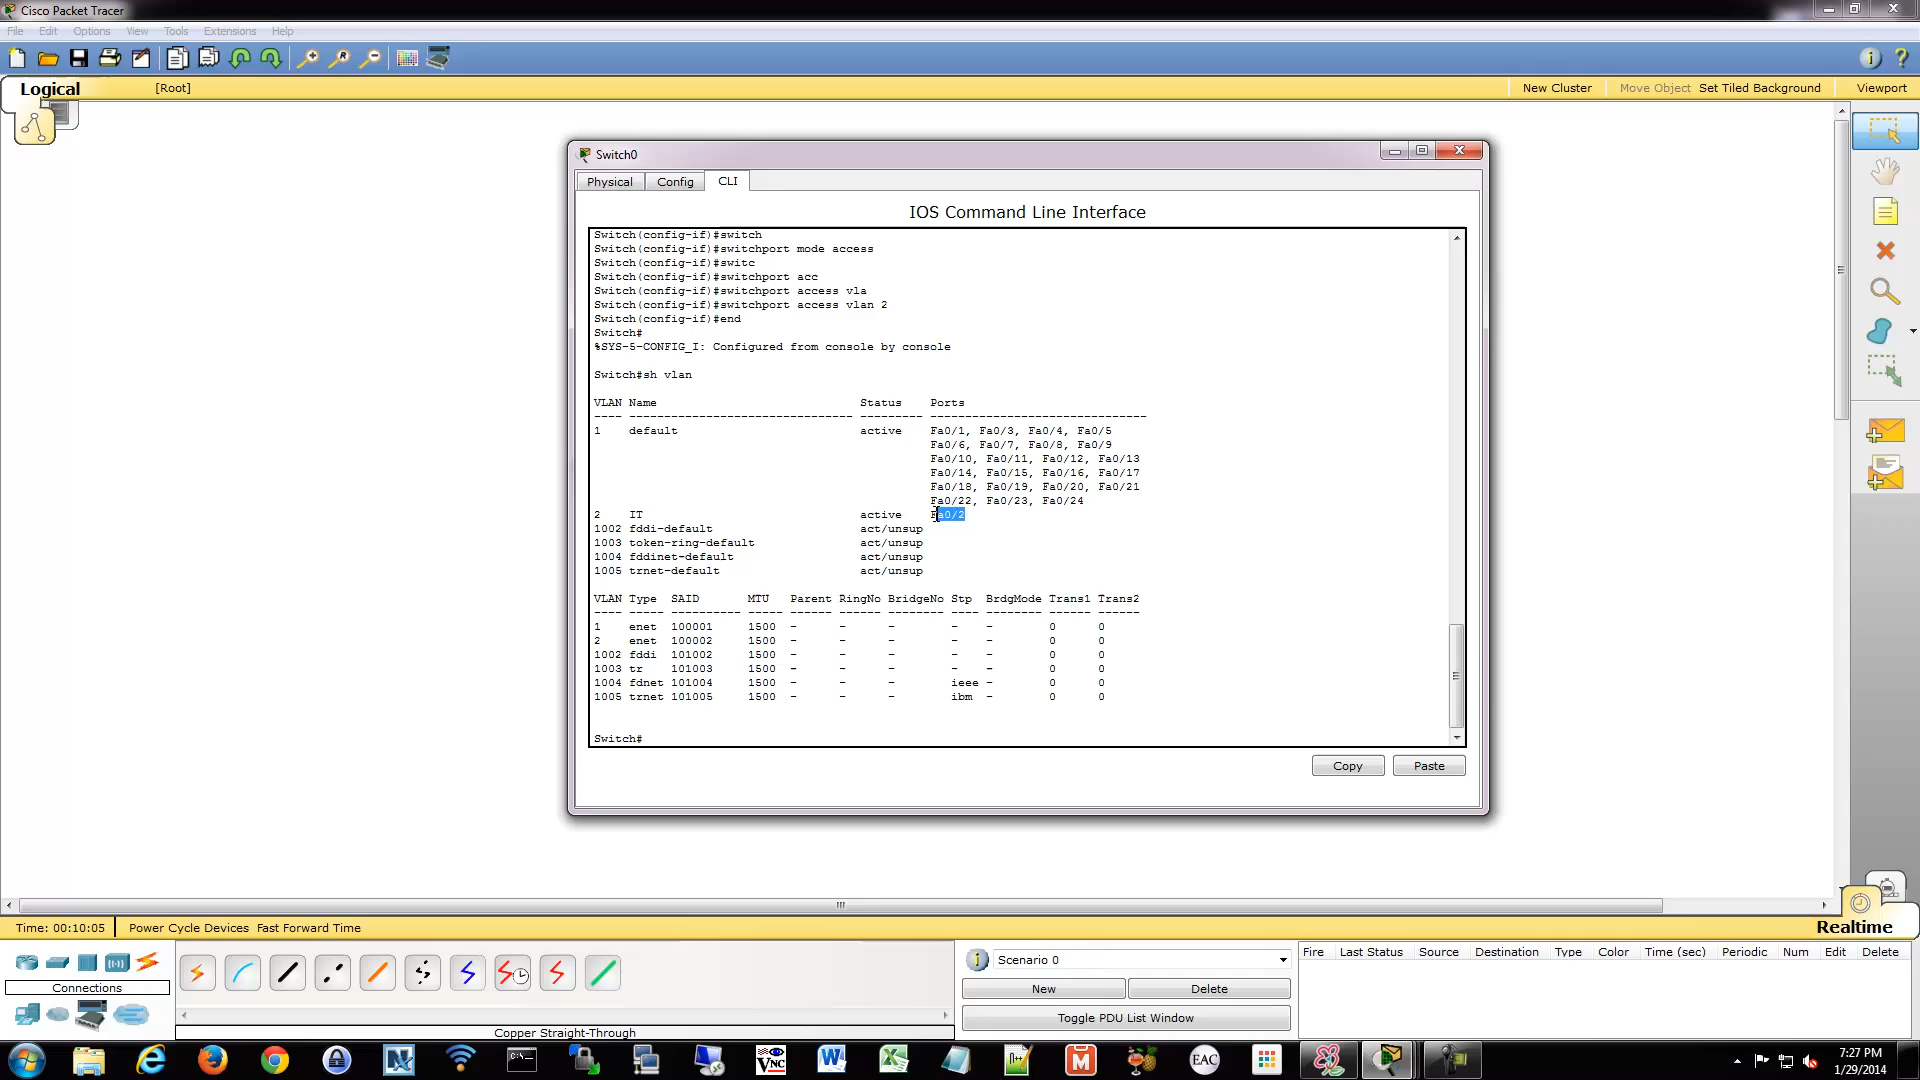 Cisco Packet Tracer
File Edit Options View Tools Extensions Help
Logical [Root] New Cluster Move Object Set Tiled Background Viewport
Switch0
Physical Config CLI
IOS Command Line Interface
Switch(config-if)#switch
Switch(config-if)#switchport mode access
Switch(config-if)#switc
Switch(config-if)#switchport acc
Switch(config-if)#switchport access vla
Switch(config-if)#switchport access vlan 2
Switch(config-if)#end
Switch#
%SYS-5-CONFIG_I: Configured from console by console
Switch#sh vlan
VLAN Name Status Ports
---- -------------------------------- --------- -------------------------------
1 default active Fa0/1, Fa0/3, Fa0/4, Fa0/5
Fa0/6, Fa0/7, Fa0/8, Fa0/9
Fa0/10, Fa0/11, Fa0/12, Fa0/13
Fa0/14, Fa0/15, Fa0/16, Fa0/17
Fa0/18, Fa0/19, Fa0/20, Fa0/21
Fa0/22, Fa0/23, Fa0/24
2 IT active Fa0/2
1002 fddi-default act/unsup
1003 token-ring-default act/unsup
1004 fddinet-default act/unsup
1005 trnet-default act/unsup
VLAN Type SAID MTU Parent RingNo BridgeNo Stp BrdgMode Trans1 Trans2
---- ----- ---------- ----- ------ ------ -------- ---- -------- ------ ------
1 enet 100001 1500 - - - - - 0 0
2 enet 100002 1500 - - - - - 0 0
1002 fddi 101002 1500 - - - - - 0 0
1003 tr 101003 1500 - - - - - 0 0
1004 fdnet 101004 1500 - - - ieee - 0 0
1005 trnet 101005 1500 - - - ibm - 0 0
Switch#
Copy Paste
Time: 00:10:05 Power Cycle Devices Fast Forward Time Realtime
Connections
Copper Straight-Through
Scenario 0
New Delete
Toggle PDU List Window
Fire Last Status Source Destination Type Color Time (sec) Periodic Num Edit Delete
VNC
EAC
7:27 PM
1/29/2014